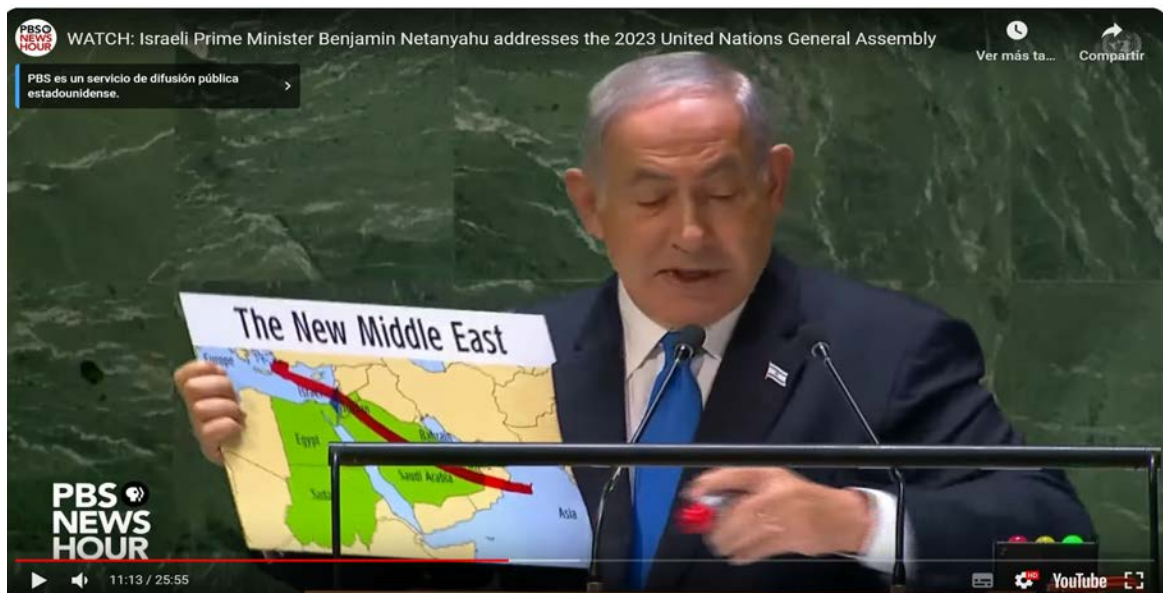 PBS
NEWS
HOUR
WATCH: Israeli Prime Minister Benjamin Netanyahu addresses the 2023 United Nations General Assembly
Ver más ta...
Compartir
PBS es un servicio de difusión pública
estadounidense.
The New Middle East
Europe
Egypt
Bahrain
Saudi Arabia
Asia
PBS
NEWS
HOUR
11:13 / 25:55
HD
YouTube